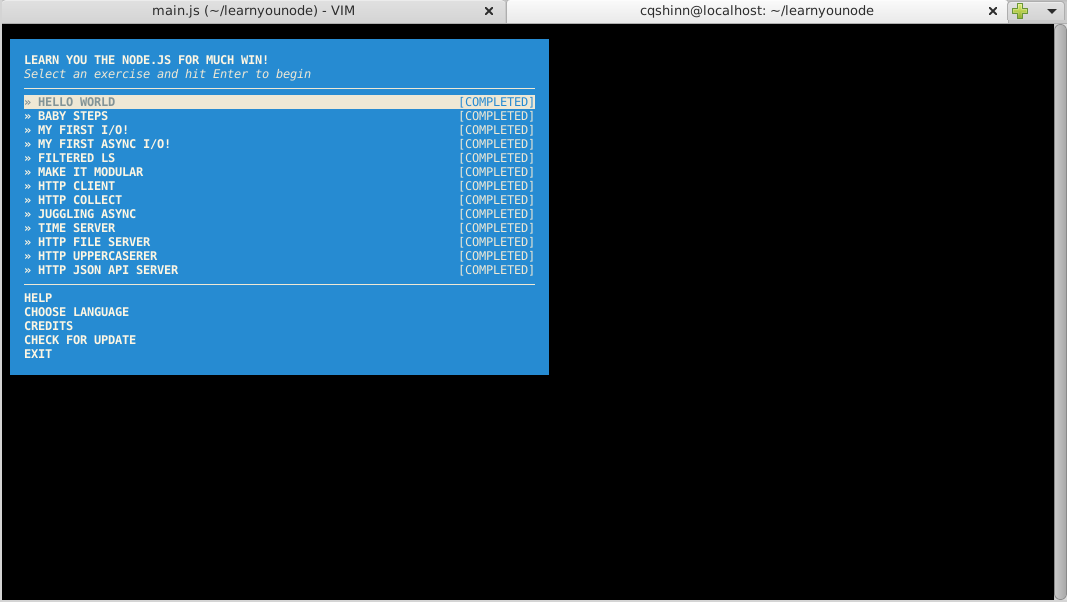 main.js (~/learnyounode) - VIM
cqshinn@localhost: ~/learnyounode
LEARN YOU THE NODE.JS FOR MUCH WIN!
Select an exercise and hit Enter to begin
» HELLO WORLD [COMPLETED]
» BABY STEPS [COMPLETED]
» MY FIRST I/O! [COMPLETED]
» MY FIRST ASYNC I/O! [COMPLETED]
» FILTERED LS [COMPLETED]
» MAKE IT MODULAR [COMPLETED]
» HTTP CLIENT [COMPLETED]
» HTTP COLLECT [COMPLETED]
» JUGGLING ASYNC [COMPLETED]
» TIME SERVER [COMPLETED]
» HTTP FILE SERVER [COMPLETED]
» HTTP UPPERCASERER [COMPLETED]
» HTTP JSON API SERVER [COMPLETED]
HELP
CHOOSE LANGUAGE
CREDITS
CHECK FOR UPDATE
EXIT